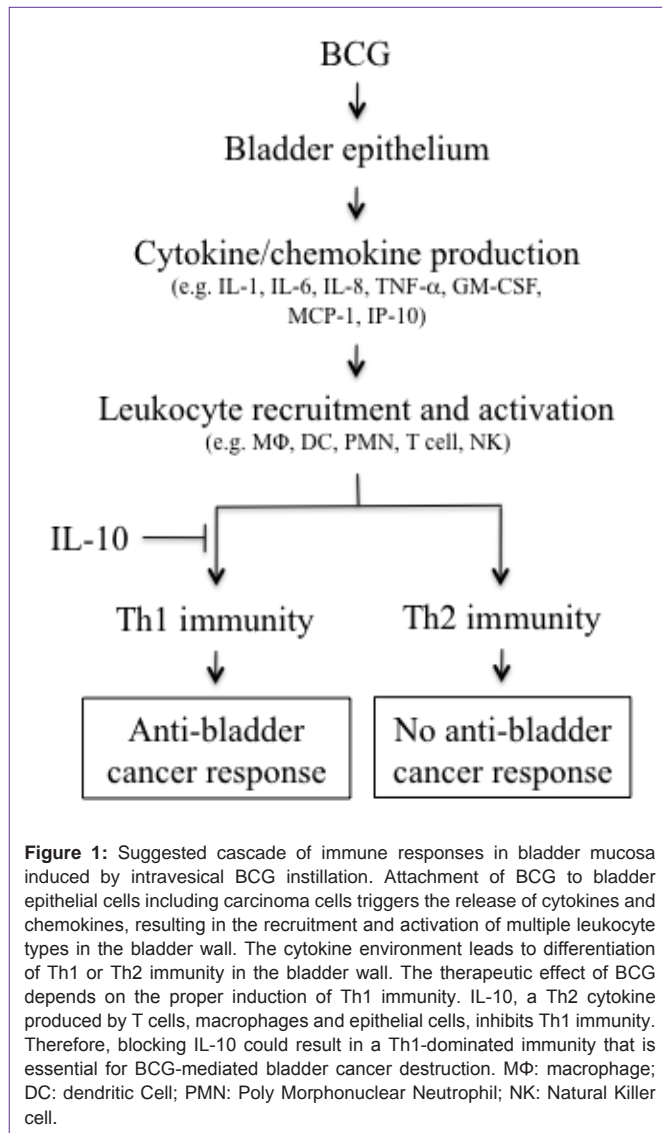 BCG
Bladder epithelium
Cytokine/chemokine production
(e.g. IL-1, IL-6, IL-8, TNF-α, GM-CSF,
MCP-1, IP-10)
Leukocyte recruitment and activation
(e.g. MΦ, DC, PMN, T cell, NK)
IL-10
Th1 immunity Th2 immunity
Anti-bladder No anti-bladder
cancer response cancer response
Figure 1: Suggested cascade of immune responses in bladder mucosa
induced by intravesical BCG instillation. Attachment of BCG to bladder
epithelial cells including carcinoma cells triggers the release of cytokines and
chemokines, resulting in the recruitment and activation of multiple leukocyte
types in the bladder wall. The cytokine environment leads to differentiation
of Th1 or Th2 immunity in the bladder wall. The therapeutic effect of BCG
depends on the proper induction of Th1 immunity. IL-10, a Th2 cytokine
produced by T cells, macrophages and epithelial cells, inhibits Th1 immunity.
Therefore, blocking IL-10 could result in a Th1-dominated immunity that is
essential for BCG-mediated bladder cancer destruction. MΦ: macrophage;
DC: dendritic Cell; PMN: Poly Morphonuclear Neutrophil; NK: Natural Killer
cell.